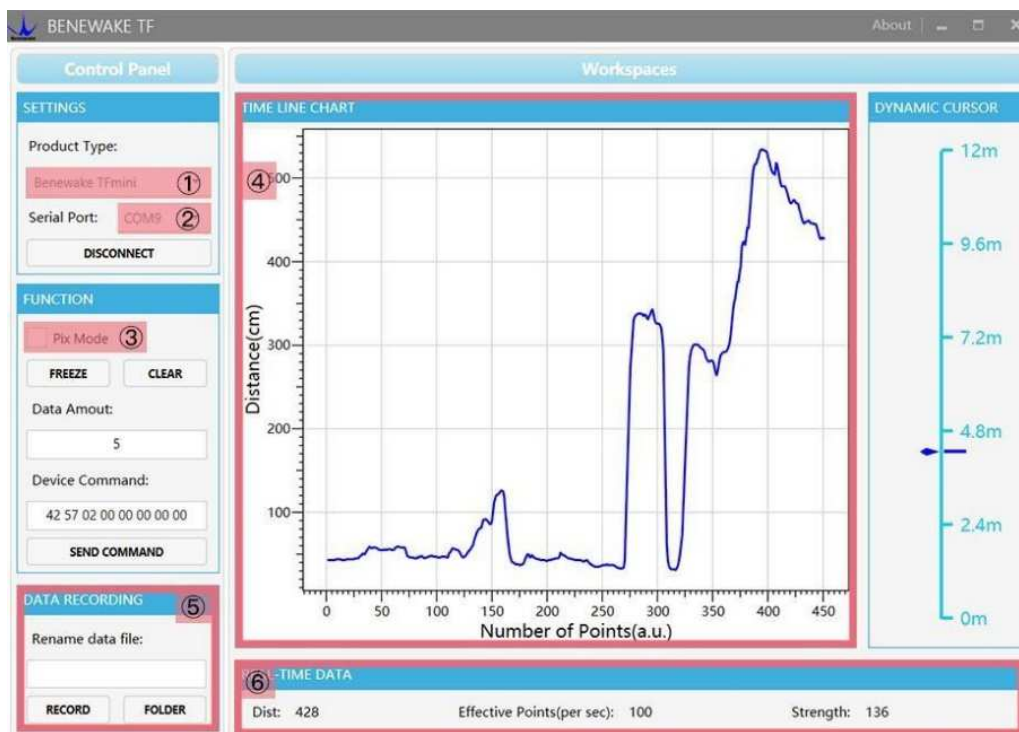 BENEWAKE TF
About
Control Panel
Workspaces
SETTINGS
Product Type:
Benewake TFmini ①
Serial Port: COM9 ②
DISCONNECT
FUNCTION
Pix Mode ③
FREEZE CLEAR
Data Amout:
5
Device Command:
42 57 02 00 00 00 00 00
SEND COMMAND
DATA RECORDING ⑤
Rename data file:
RECORD FOLDER
TIME LINE CHART
④
Distance(cm)
500
400
300
200
100
0 50 100 150 200 250 300 350 400 450
Number of Points(a.u.)
DYNAMIC CURSOR
12m
9.6m
7.2m
4.8m
2.4m
0m
⑥ REAL-TIME DATA
Dist: 428 Effective Points(per sec): 100 Strength: 136